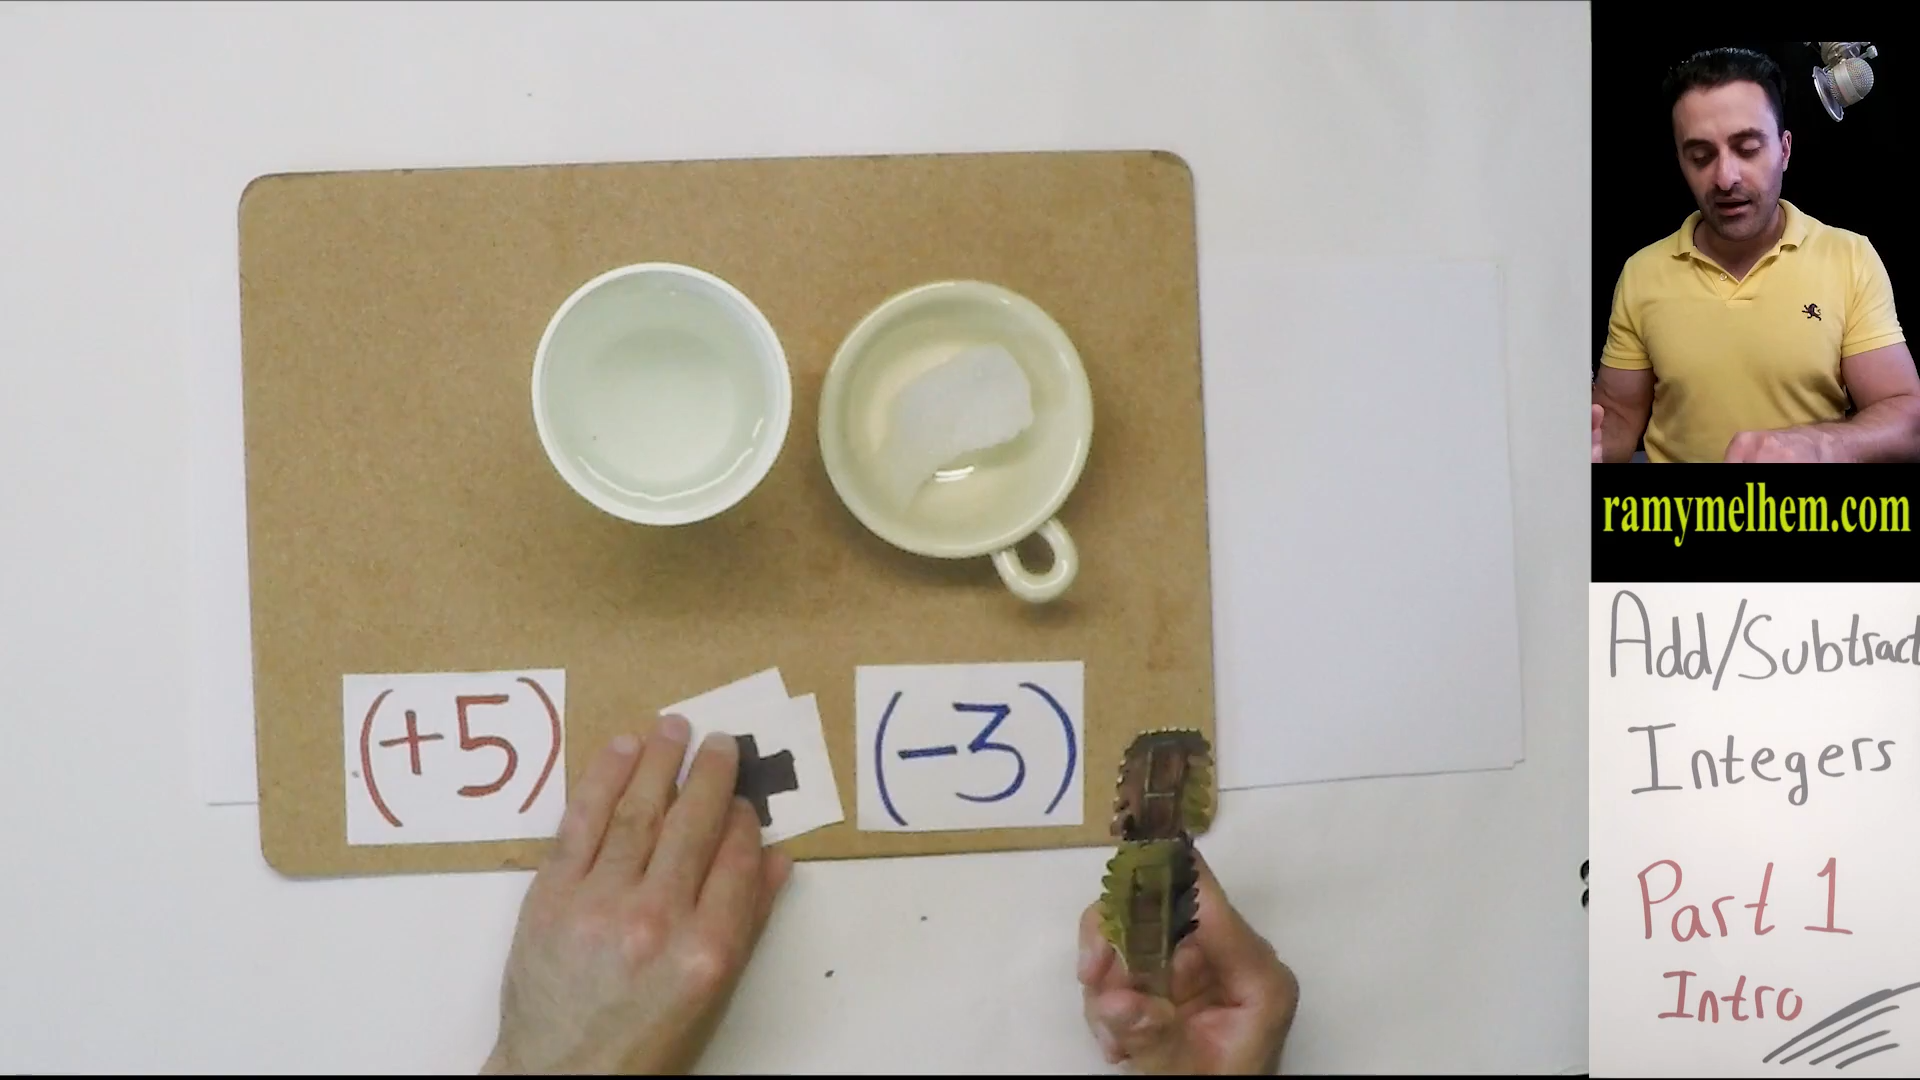 (+5) + (-3)
ramymelhem.com
Add/Subtract
Integers
Part 1
Intro